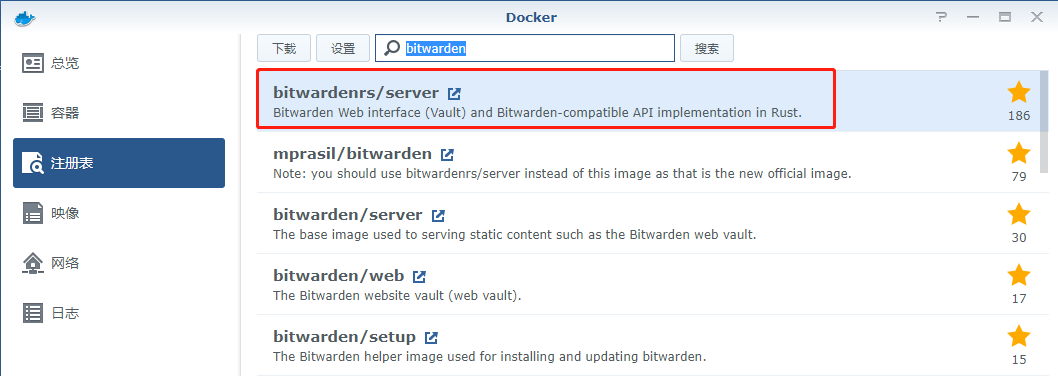 Docker
总览
容器
注册表
映像
网络
日志
下载 设置 bitwarden 搜索
bitwardenrs/server
Bitwarden Web interface (Vault) and Bitwarden-compatible API implementation in Rust.
186
mprasil/bitwarden
Note: you should use bitwardenrs/server instead of this image as that is the new official image.
79
bitwarden/server
The base image used to serving static content such as the Bitwarden web vault.
30
bitwarden/web
The Bitwarden website vault (web vault).
17
bitwarden/setup
The Bitwarden helper image used for installing and updating bitwarden.
15